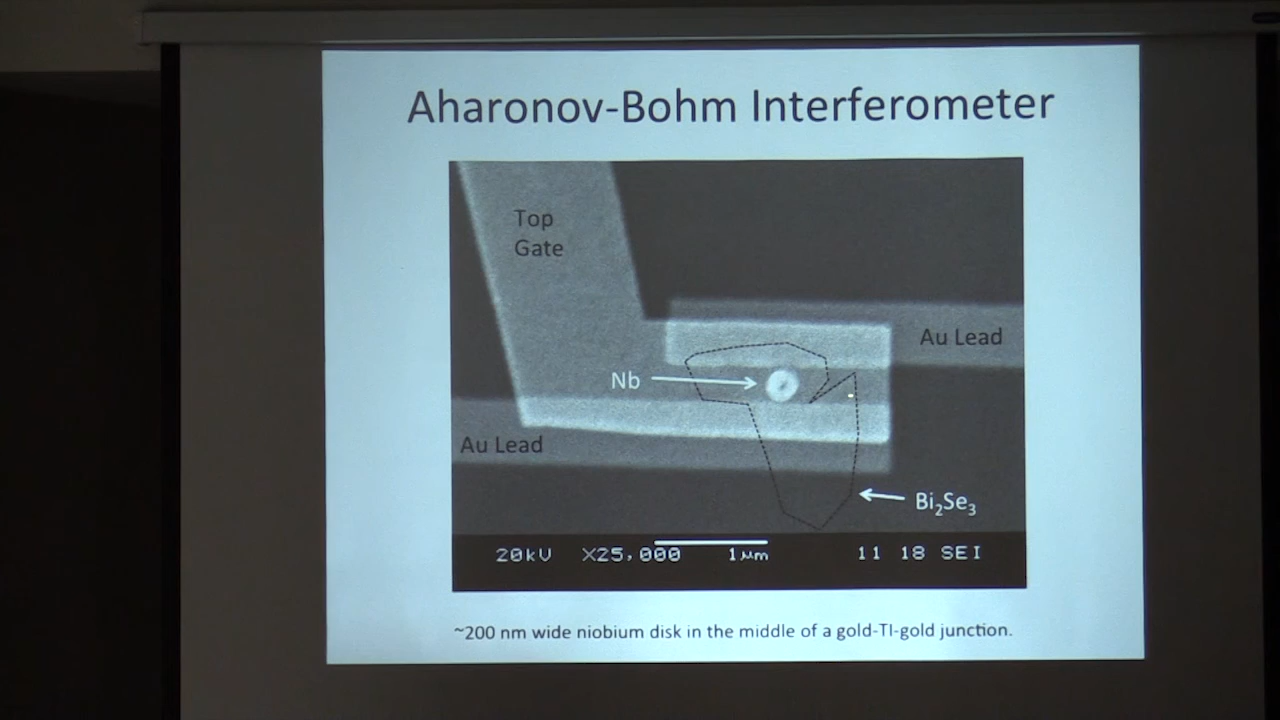 Aharonov-Bohm Interferometer
Top
Gate
Au Lead
Nb
Au Lead
Bi₂Se₃
20kV X25,000 1μm 11 18 SEI
~200 nm wide niobium disk in the middle of a gold-TI-gold junction.